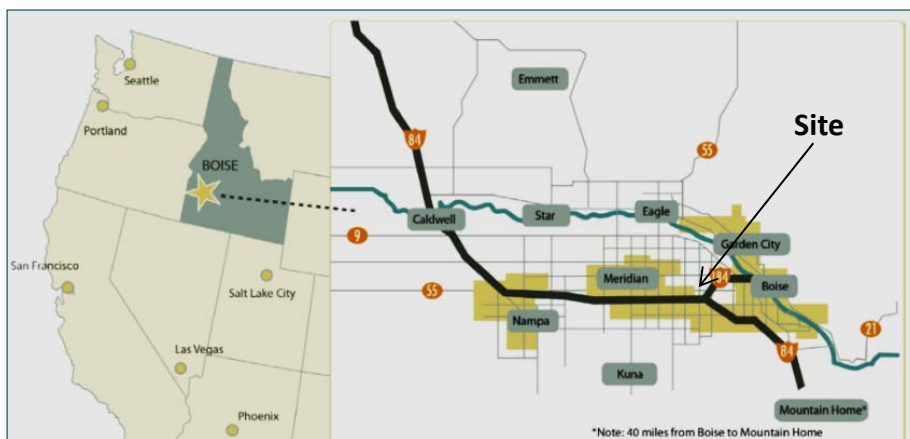 Seattle
Portland
BOISE
San Francisco
Salt Lake City
Las Vegas
Phoenix
Emmett
Site
84
55
Caldwell
Star
Eagle
9
Garden City
Meridian
84
55
Boise
Nampa
21
84
Kuna
Mountain Home*
*Note: 40 miles from Boise to Mountain Home